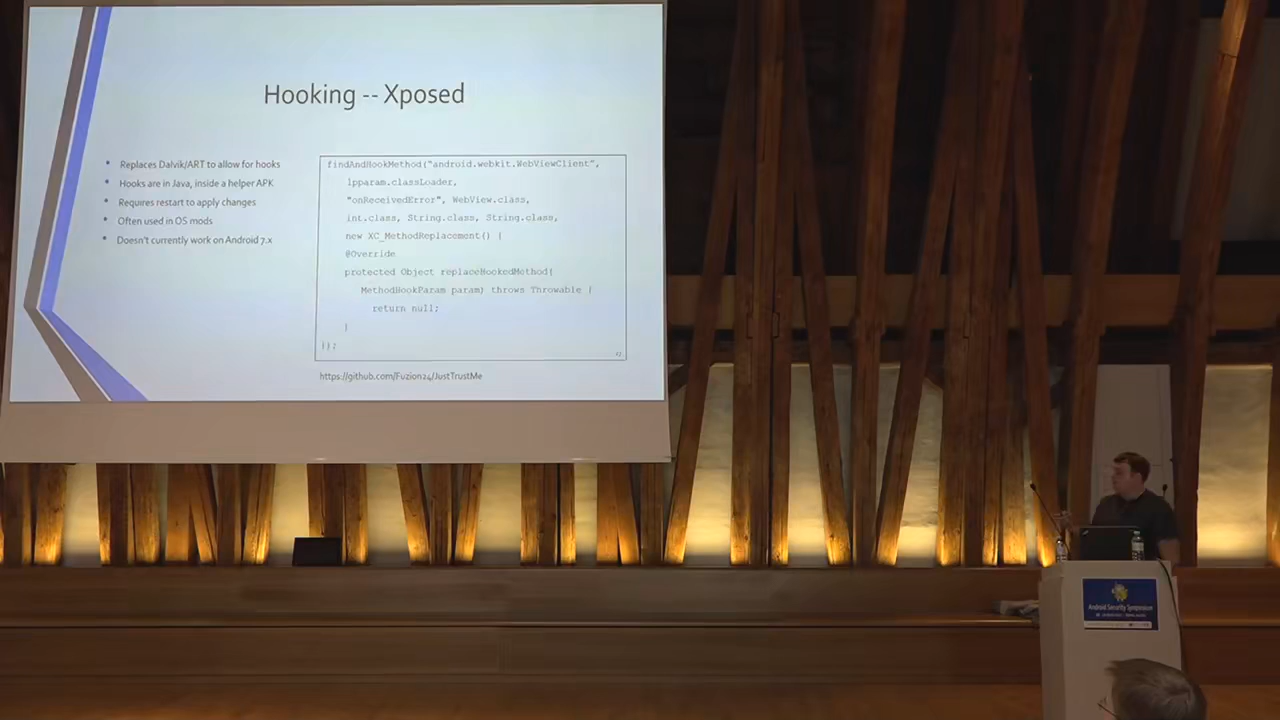 Hooking -- Xposed
Replaces Dalvik/ART to allow for hooks
Hooks are in Java, inside a helper APK
Requires restart to apply changes
Often used in OS mods
Doesn't currently work on Android 7.x
findAndHookMethod("android.webkit.WebViewClient",
lpparam.classLoader,
"onReceivedError", WebView.class,
int.class, String.class, String.class,
new XC_MethodReplacement() {
@Override
protected Object replaceHookedMethod(
MethodHookParam param) throws Throwable {
return null;
}
});
https://github.com/Fuzion24/JustTrustMe
Android Security Symposium